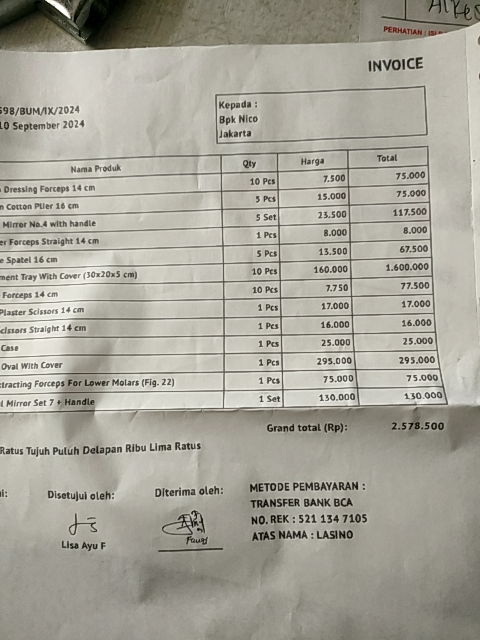 Alkes
PERHATIAN : ISI
INVOICE
598/BUM/IX/2024
10 September 2024
Kepada :
Bpk Nico
Jakarta
Nama Produk Qty Harga Total
Dressing Forceps 14 cm 10 Pcs 7.500 75.000
Cotton Plier 16 cm 5 Pcs 15.000 75.000
Mirror No.4 with handle 5 Set 23.500 117.500
er Forceps Straight 14 cm 1 Pcs 8.000 8.000
e Spatel 16 cm 5 Pcs 13.500 67.500
ment Tray With Cover (30x20x5 cm) 10 Pcs 160.000 1.600.000
Forceps 14 cm 10 Pcs 7.750 77.500
Plaster Scissors 14 cm 1 Pcs 17.000 17.000
cissors Straight 14 cm 1 Pcs 16.000 16.000
Case 1 Pcs 25.000 25.000
Oval With Cover 1 Pcs 295.000 295.000
tracting Forceps For Lower Molars (Fig. 22) 1 Pcs 75.000 75.000
l Mirror Set 7 + Handle 1 Set 130.000 130.000
Grand total (Rp): 2.578.500
Ratus Tujuh Puluh Delapan Ribu Lima Ratus
Disetujui oleh: Diterima oleh:
Lisa Ayu F
Fauzi
METODE PEMBAYARAN :
TRANSFER BANK BCA
NO. REK : 521 134 7105
ATAS NAMA : LASINO